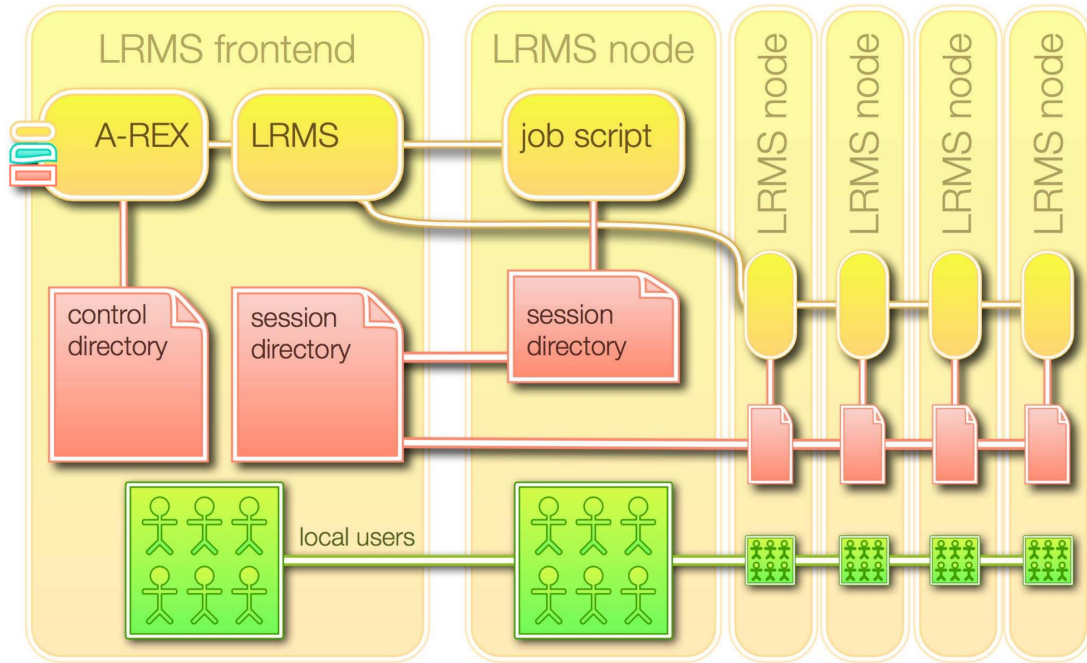 LRMS frontend
LRMS node
LRMS node
LRMS node
LRMS node
LRMS node
A-REX
LRMS
job script
control
directory
session
directory
session
directory
local users